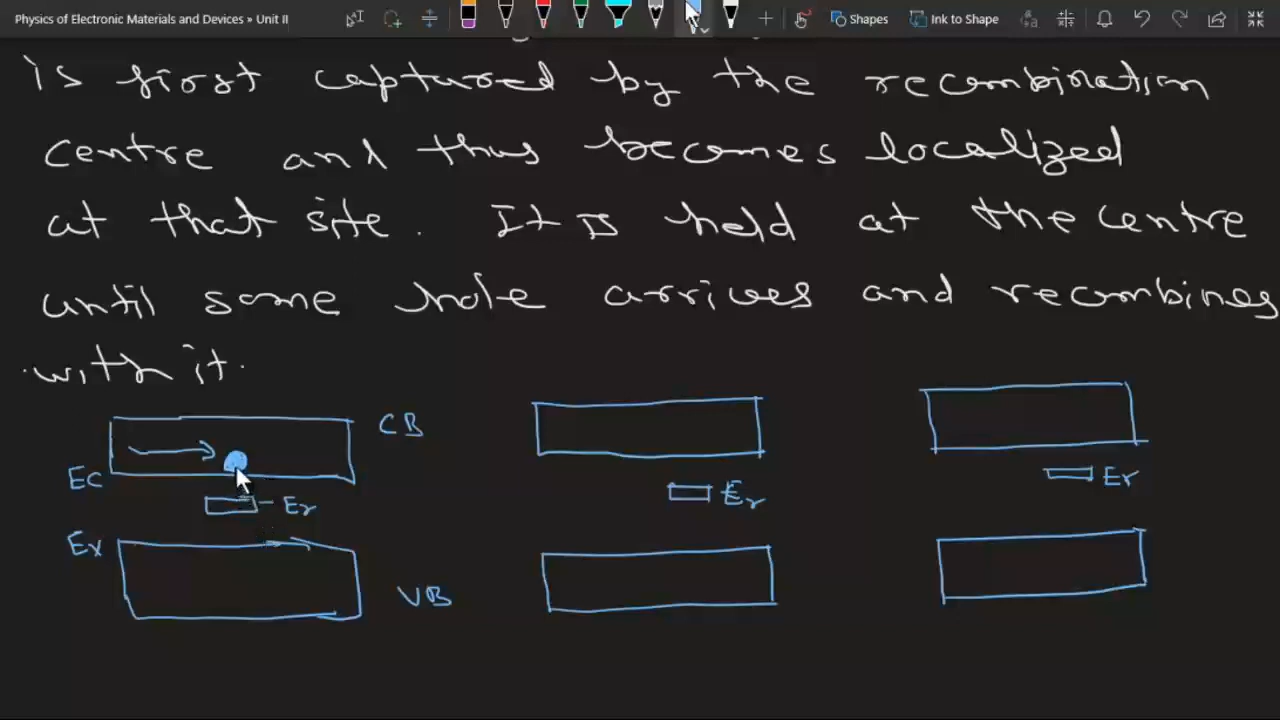 Physics of Electronic Materials and Devices » Unit II
Shapes
Ink to Shape
is first captured by the recombination
centre and thus becomes localized
at that site. It is held at the centre
until some hole arrives and recombines
with it.
CB
Ec
Er
Er
Er
Ev
VB